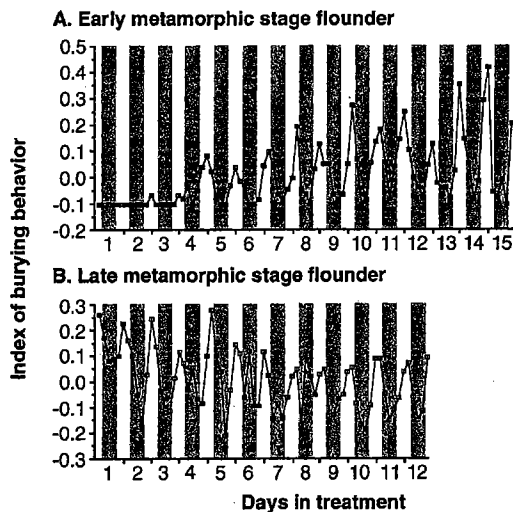 A. Early metamorphic stage flounder
0.5
0.4
0.3
0.2
0.1
0.0
-0.1
-0.2
1 2 3 4 5 6 7 8 9 10 11 12 13 14 15
Index of burying behavior
B. Late metamorphic stage flounder
0.3
0.2
0.1
0.0
-0.1
-0.2
-0.3
1 2 3 4 5 6 7 8 9 10 11 12
Days in treatment